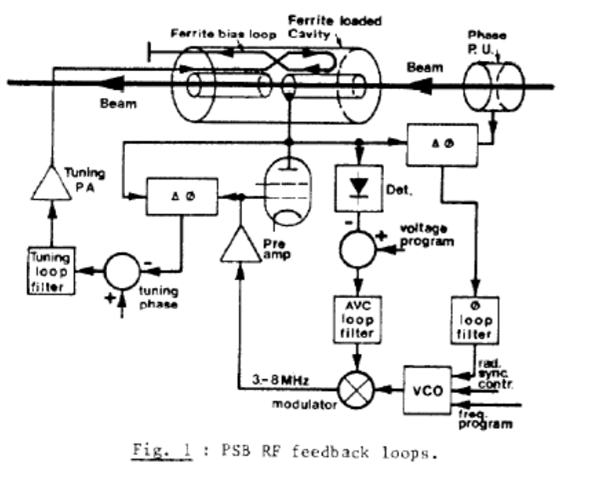 Ferrite bias loop
Ferrite loaded
Cavity
Phase
P. U.
Beam
Beam
Δ Ø
Tuning
PA
Δ Ø
Det.
Pre
amp
voltage
program
-
+
Tuning
loop
filter
-
+
tuning
phase
AVC
loop
filter
Ø
loop
filter
3-8 MHz
modulator
VCO
rad.
sync.
contr.
freq.
program
Fig. 1 : PSB RF feedback loops.